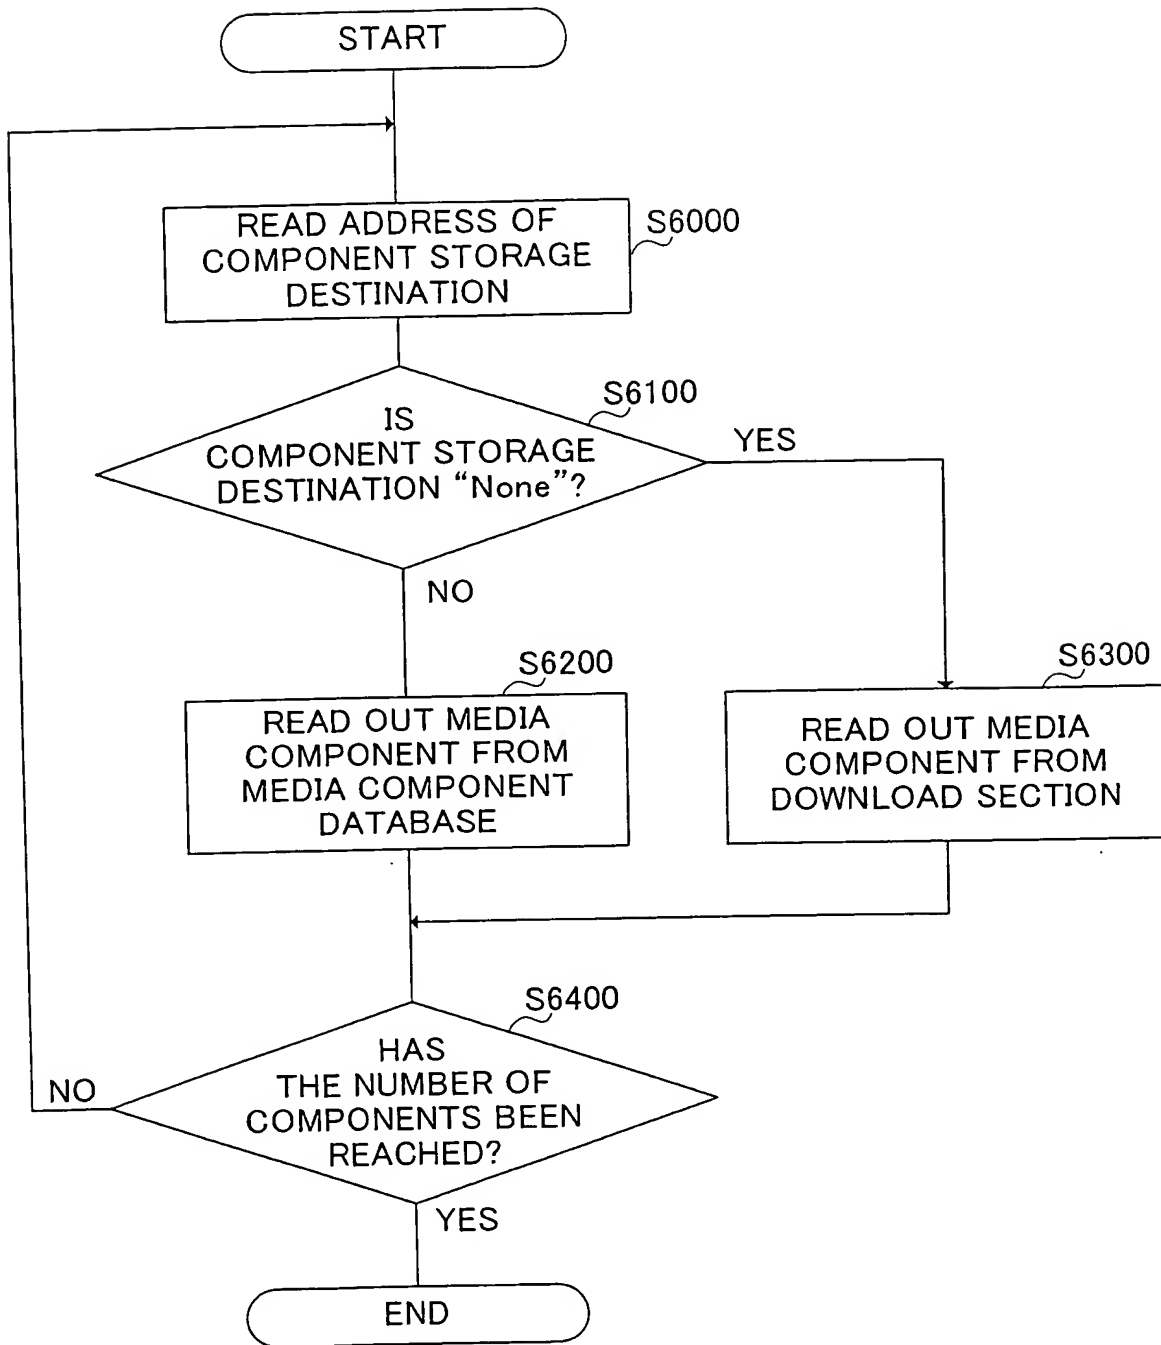 START
READ ADDRESS OF
COMPONENT STORAGE
DESTINATION
S6000
S6100
IS
COMPONENT STORAGE
DESTINATION “None”?
YES
NO
S6200
READ OUT MEDIA
COMPONENT FROM
MEDIA COMPONENT
DATABASE
S6300
READ OUT MEDIA
COMPONENT FROM
DOWNLOAD SECTION
S6400
HAS
THE NUMBER OF
COMPONENTS BEEN
REACHED?
NO
YES
END